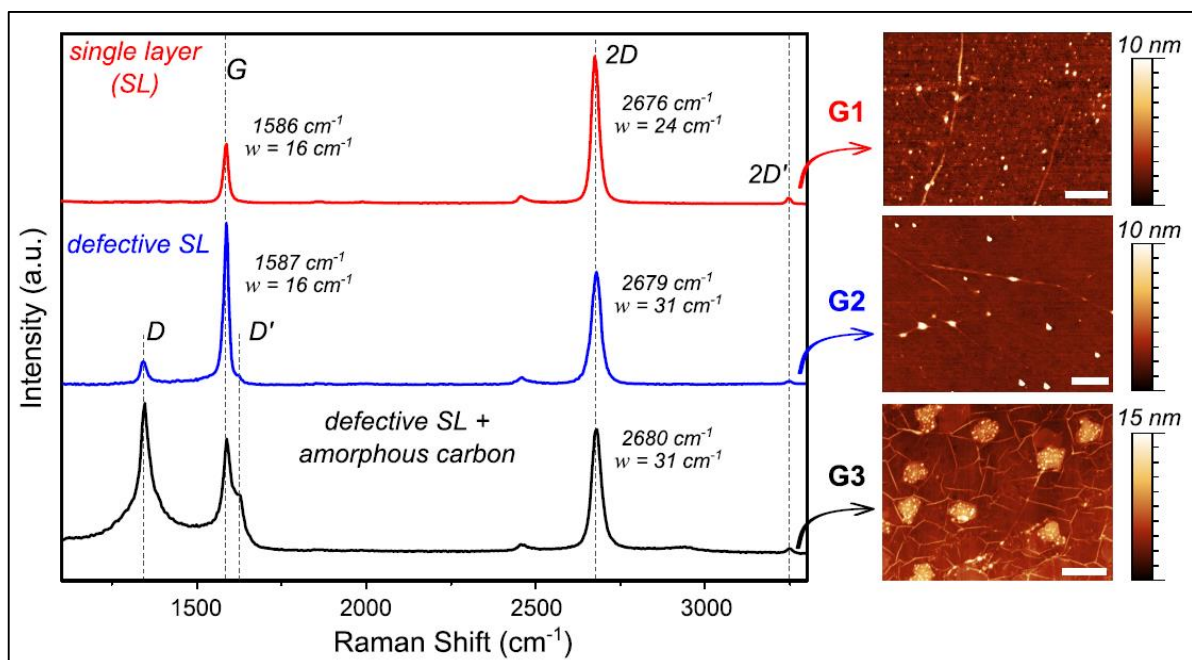 single layer
(SL)
G
1586 cm⁻¹
w = 16 cm⁻¹
2D
2676 cm⁻¹
w = 24 cm⁻¹
2D'
G1
10 nm
defective SL
D
D'
1587 cm⁻¹
w = 16 cm⁻¹
2679 cm⁻¹
w = 31 cm⁻¹
G2
10 nm
defective SL +
amorphous carbon
2680 cm⁻¹
w = 31 cm⁻¹
G3
15 nm
Intensity (a.u.)
1500
2000
2500
3000
Raman Shift (cm⁻¹)